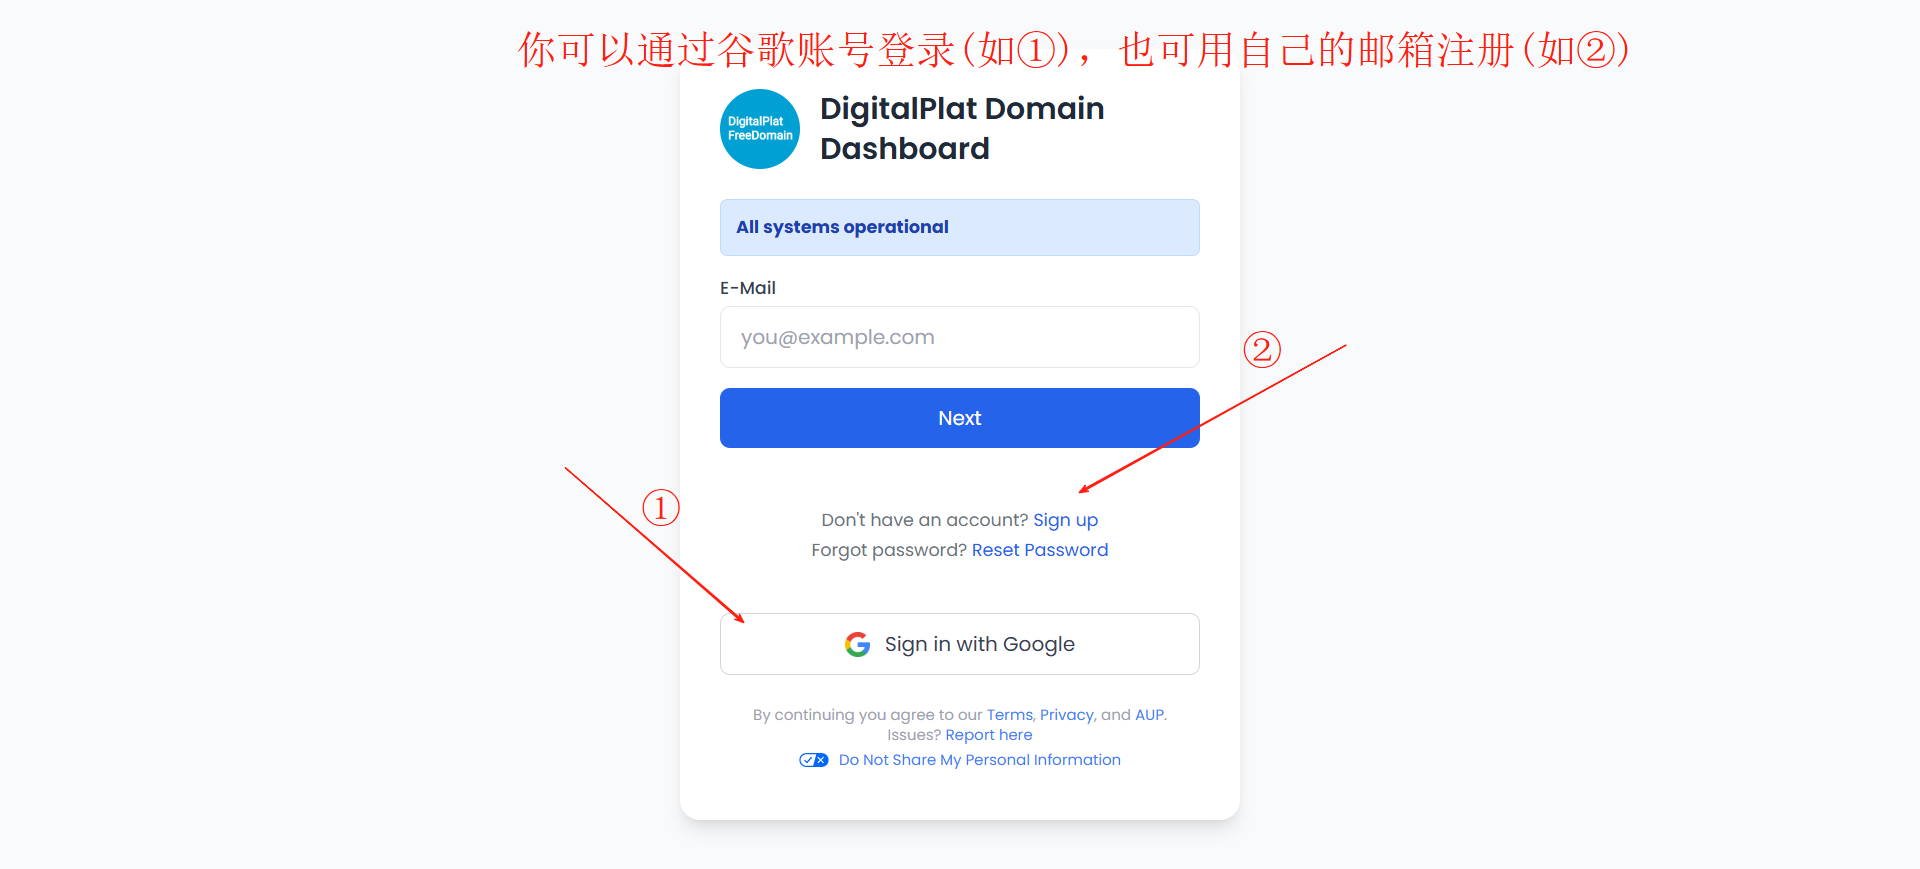 你可以通过谷歌账号登录(如①)，也可用自己的邮箱注册(如②)
DigitalPlat
FreeDomain
DigitalPlat Domain
Dashboard
All systems operational
E-Mail
you@example.com
②
Next
①
Don't have an account? Sign up
Forgot password? Reset Password
Sign in with Google
By continuing you agree to our Terms, Privacy, and AUP.
Issues? Report here
Do Not Share My Personal Information